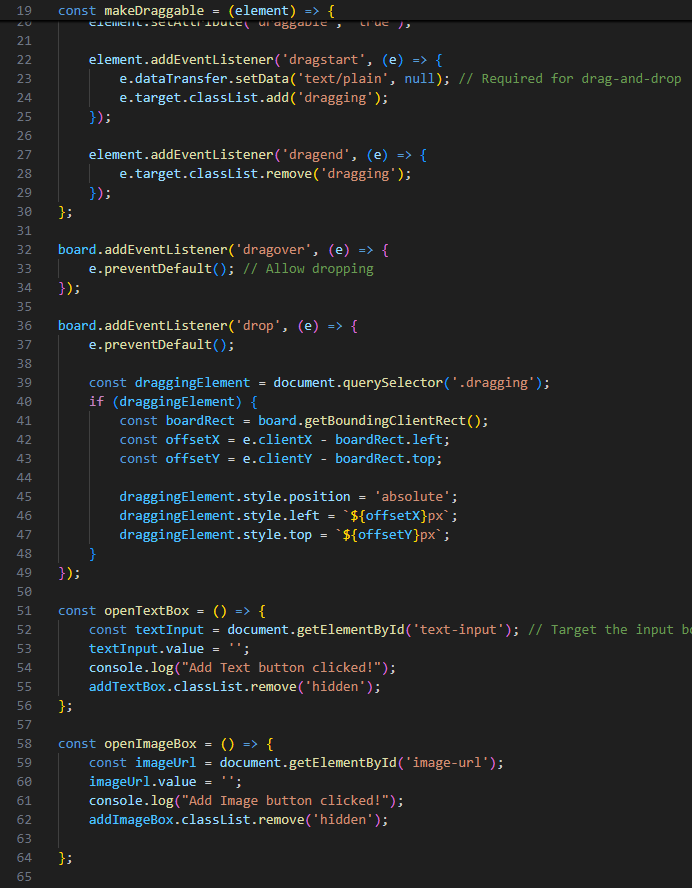 19 const makeDraggable = (element) => {
20 element.setAttribute('draggable', 'true');
21
22 element.addEventListener('dragstart', (e) => {
23 e.dataTransfer.setData('text/plain', null); // Required for drag-and-drop
24 e.target.classList.add('dragging');
25 });
26
27 element.addEventListener('dragend', (e) => {
28 e.target.classList.remove('dragging');
29 });
30 };
31
32 board.addEventListener('dragover', (e) => {
33 e.preventDefault(); // Allow dropping
34 });
35
36 board.addEventListener('drop', (e) => {
37 e.preventDefault();
38
39 const draggingElement = document.querySelector('.dragging');
40 if (draggingElement) {
41 const boardRect = board.getBoundingClientRect();
42 const offsetX = e.clientX - boardRect.left;
43 const offsetY = e.clientY - boardRect.top;
44
45 draggingElement.style.position = 'absolute';
46 draggingElement.style.left = `${offsetX}px`;
47 draggingElement.style.top = `${offsetY}px`;
48 }
49 });
50
51 const openTextBox = () => {
52 const textInput = document.getElementById('text-input'); // Target the input
53 textInput.value = '';
54 console.log("Add Text button clicked!");
55 addTextBox.classList.remove('hidden');
56 };
57
58 const openImageBox = () => {
59 const imageUrl = document.getElementById('image-url');
60 imageUrl.value = '';
61 console.log("Add Image button clicked!");
62 addImageBox.classList.remove('hidden');
63
64 };
65